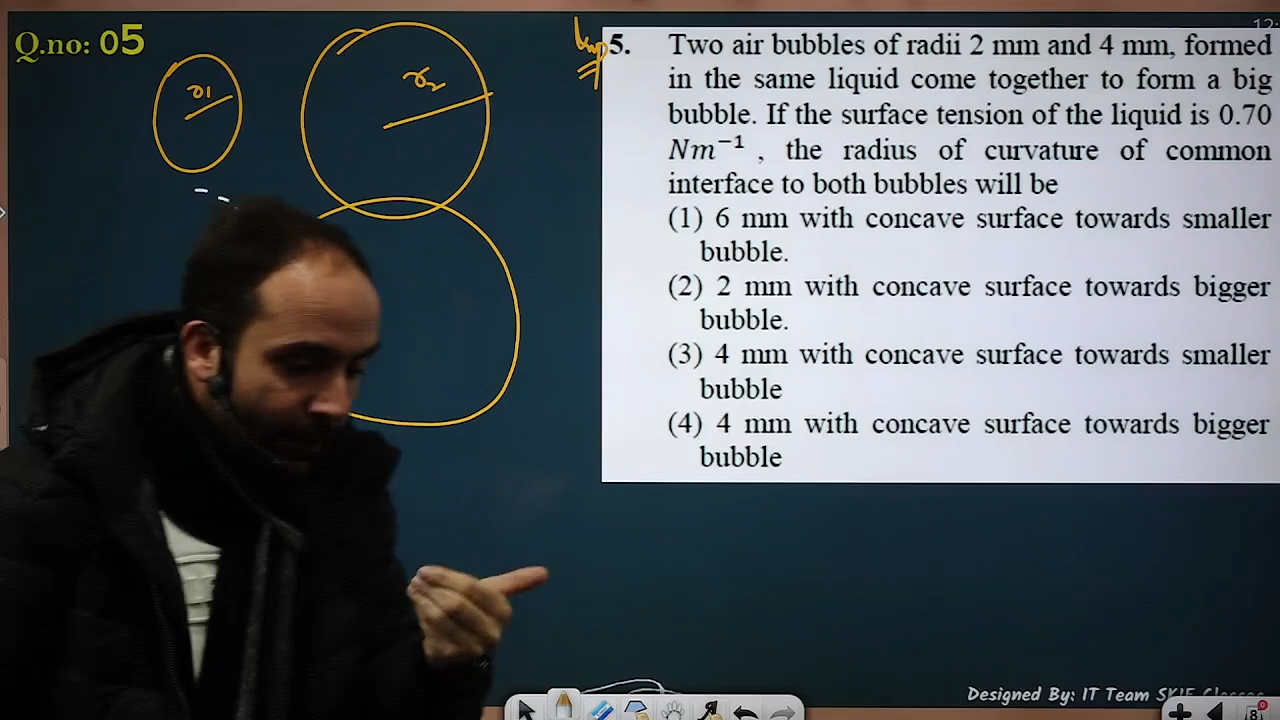 Q.no: 05
12:
Imp 5. Two air bubbles of radii 2 mm and 4 mm, formed
in the same liquid come together to form a big
bubble. If the surface tension of the liquid is 0.70
Nm⁻¹ , the radius of curvature of common
interface to both bubbles will be
(1) 6 mm with concave surface towards smaller
bubble.
(2) 2 mm with concave surface towards bigger
bubble.
(3) 4 mm with concave surface towards smaller
bubble
(4) 4 mm with concave surface towards bigger
bubble
r1
r2
Designed By: IT Team SKIE Classes
8